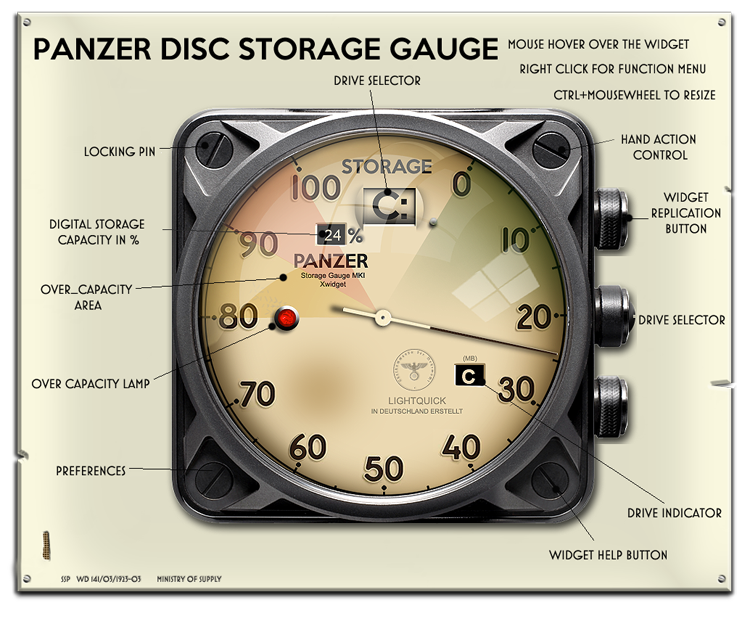 PANZER DISC STORAGE GAUGE
MOUSE HOVER OVER THE WIDGET
RIGHT CLICK FOR FUNCTION MENU
CTRL+MOUSEWHEEL TO RESIZE
DRIVE SELECTOR
LOCKING PIN
HAND ACTION
CONTROL
STORAGE
100
0
C:
WIDGET
REPLICATION
BUTTON
DIGITAL STORAGE
CAPACITY IN %
24 %
90
10
PANZER
Storage Gauge MKI
Xwidget
OVER_CAPACITY
AREA
80
20
DRIVE SELECTOR
(MB)
C
OVER CAPACITY LAMP
70
30
LIGHTQUICK
IN DEUTSCHLAND ERSTELLT
60
40
50
PREFERENCES
DRIVE INDICATOR
WIDGET HELP BUTTON
SSP WD 141/03/1923-03 MINISTRY OF SUPPLY